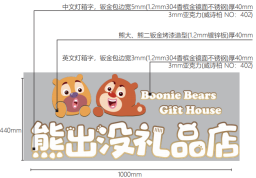 中文灯箱字，钣金包边宽5mm(1.2mm304香槟金镜面不锈钢)厚40mm
3mm亚克力(威诗柏 NO：402)
熊大、熊二钣金烤漆造型(1.2mm镀锌板)厚40mm
英文灯箱字，钣金包边宽3mm(1.2mm304香槟金镜面不锈钢)厚40mm
3mm亚克力(威诗柏 NO：402)
Boonie Bears
Gift House
熊出没礼品店
440mm
1000mm